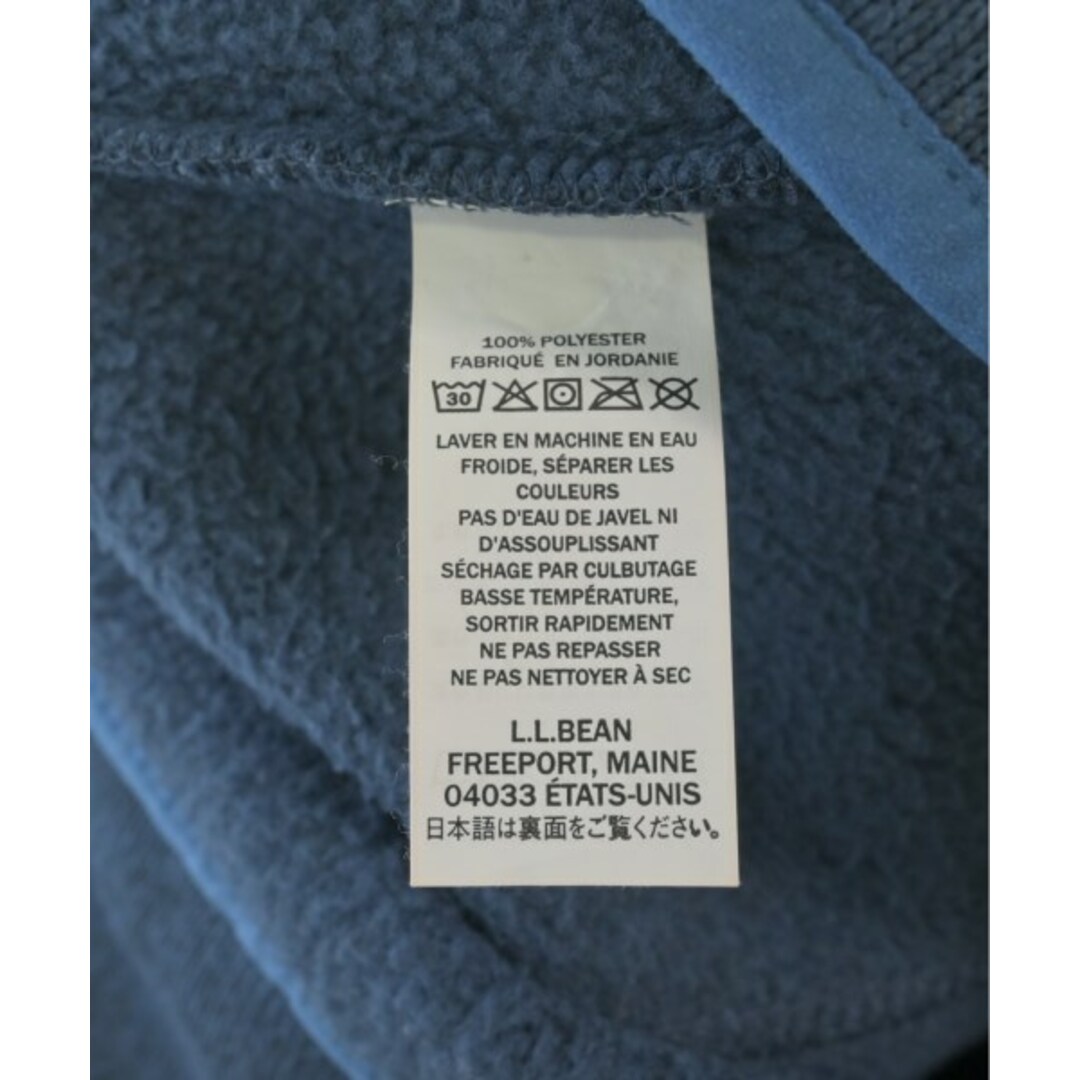 100% POLYESTER
FABRIQUÉ EN JORDANIE
30
LAVER EN MACHINE EN EAU
FROIDE, SÉPARER LES
COULEURS
PAS D'EAU DE JAVEL NI
D'ASSOUPLISSANT
SÉCHAGE PAR CULBUTAGE
BASSE TEMPÉRATURE,
SORTIR RAPIDEMENT
NE PAS REPASSER
NE PAS NETTOYER À SEC
L.L.BEAN
FREEPORT, MAINE
04033 ÉTATS-UNIS
日本語は裏面をご覧ください。